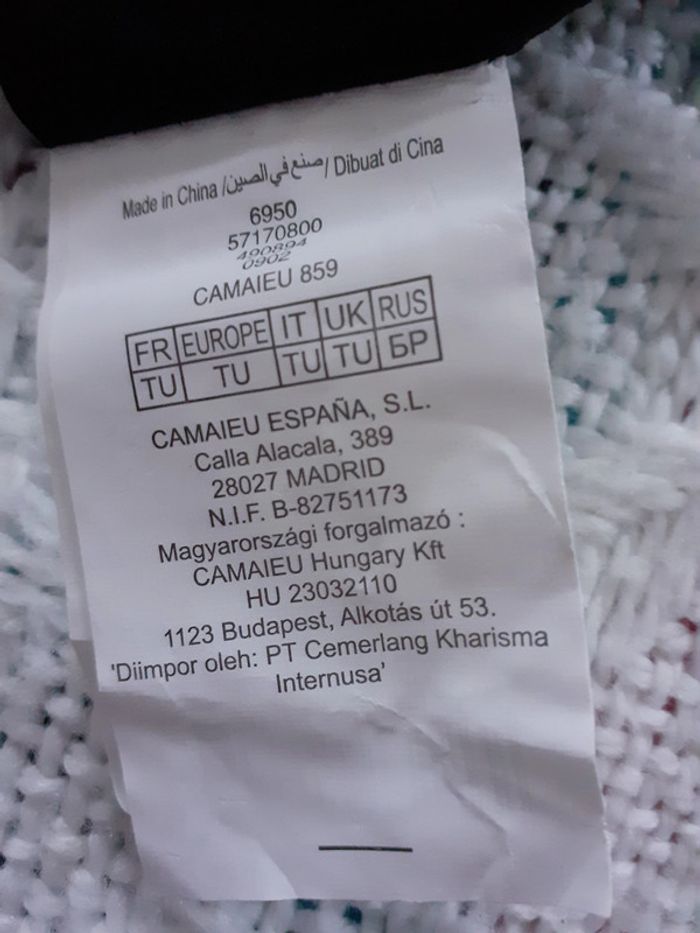 Made in China /صنع في الصين/ Dibuat di Cina
6950
57170800
490894
0902
CAMAIEU 859
FR EUROPE IT UK RUS
TU TU TU TU БР
CAMAIEU ESPAÑA, S.L.
Calla Alacala, 389
28027 MADRID
N.I.F. B-82751173
Magyarországi forgalmazó :
CAMAIEU Hungary Kft
HU 23032110
1123 Budapest, Alkotás út 53.
'Diimpor oleh: PT Cemerlang Kharisma
Internusa'